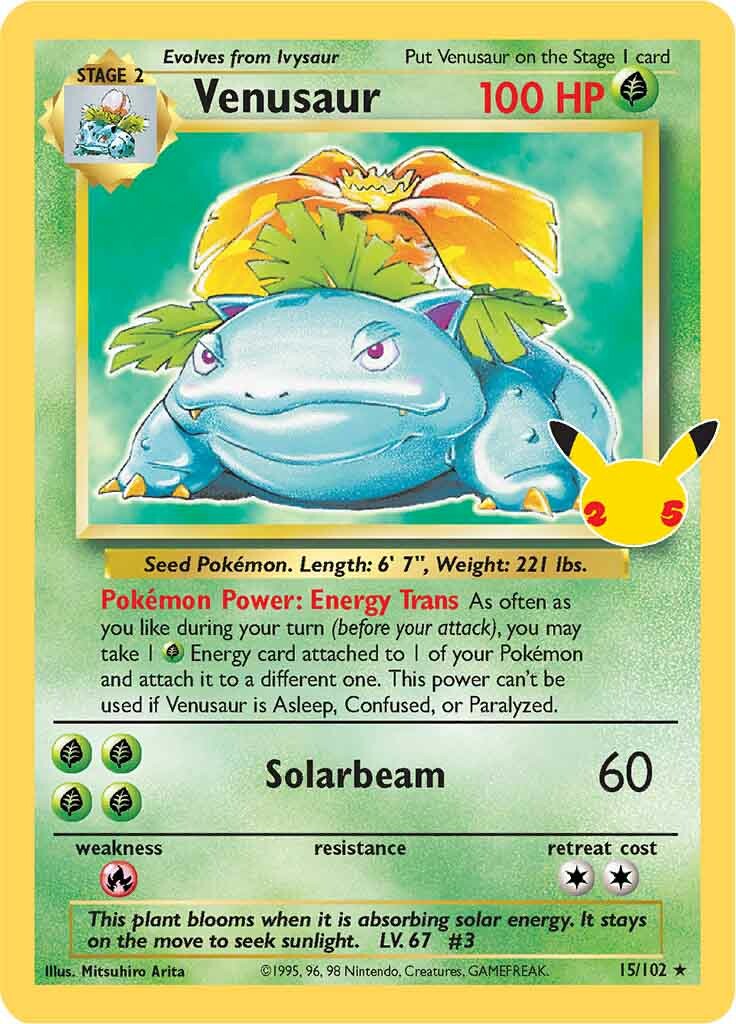 Evolves from Ivysaur
Put Venusaur on the Stage 1 card
STAGE 2
Venusaur
100 HP
25
Seed Pokémon. Length: 6' 7", Weight: 221 lbs.
Pokémon Power: Energy Trans As often as
you like during your turn (before your attack), you may
take 1 Energy card attached to 1 of your Pokémon
and attach it to a different one. This power can't be
used if Venusaur is Asleep, Confused, or Paralyzed.
Solarbeam
60
weakness
resistance
retreat cost
This plant blooms when it is absorbing solar energy. It stays
on the move to seek sunlight. LV. 67 #3
Illus. Mitsuhiro Arita
©1995, 96, 98 Nintendo, Creatures, GAMEFREAK.
15/102 ★